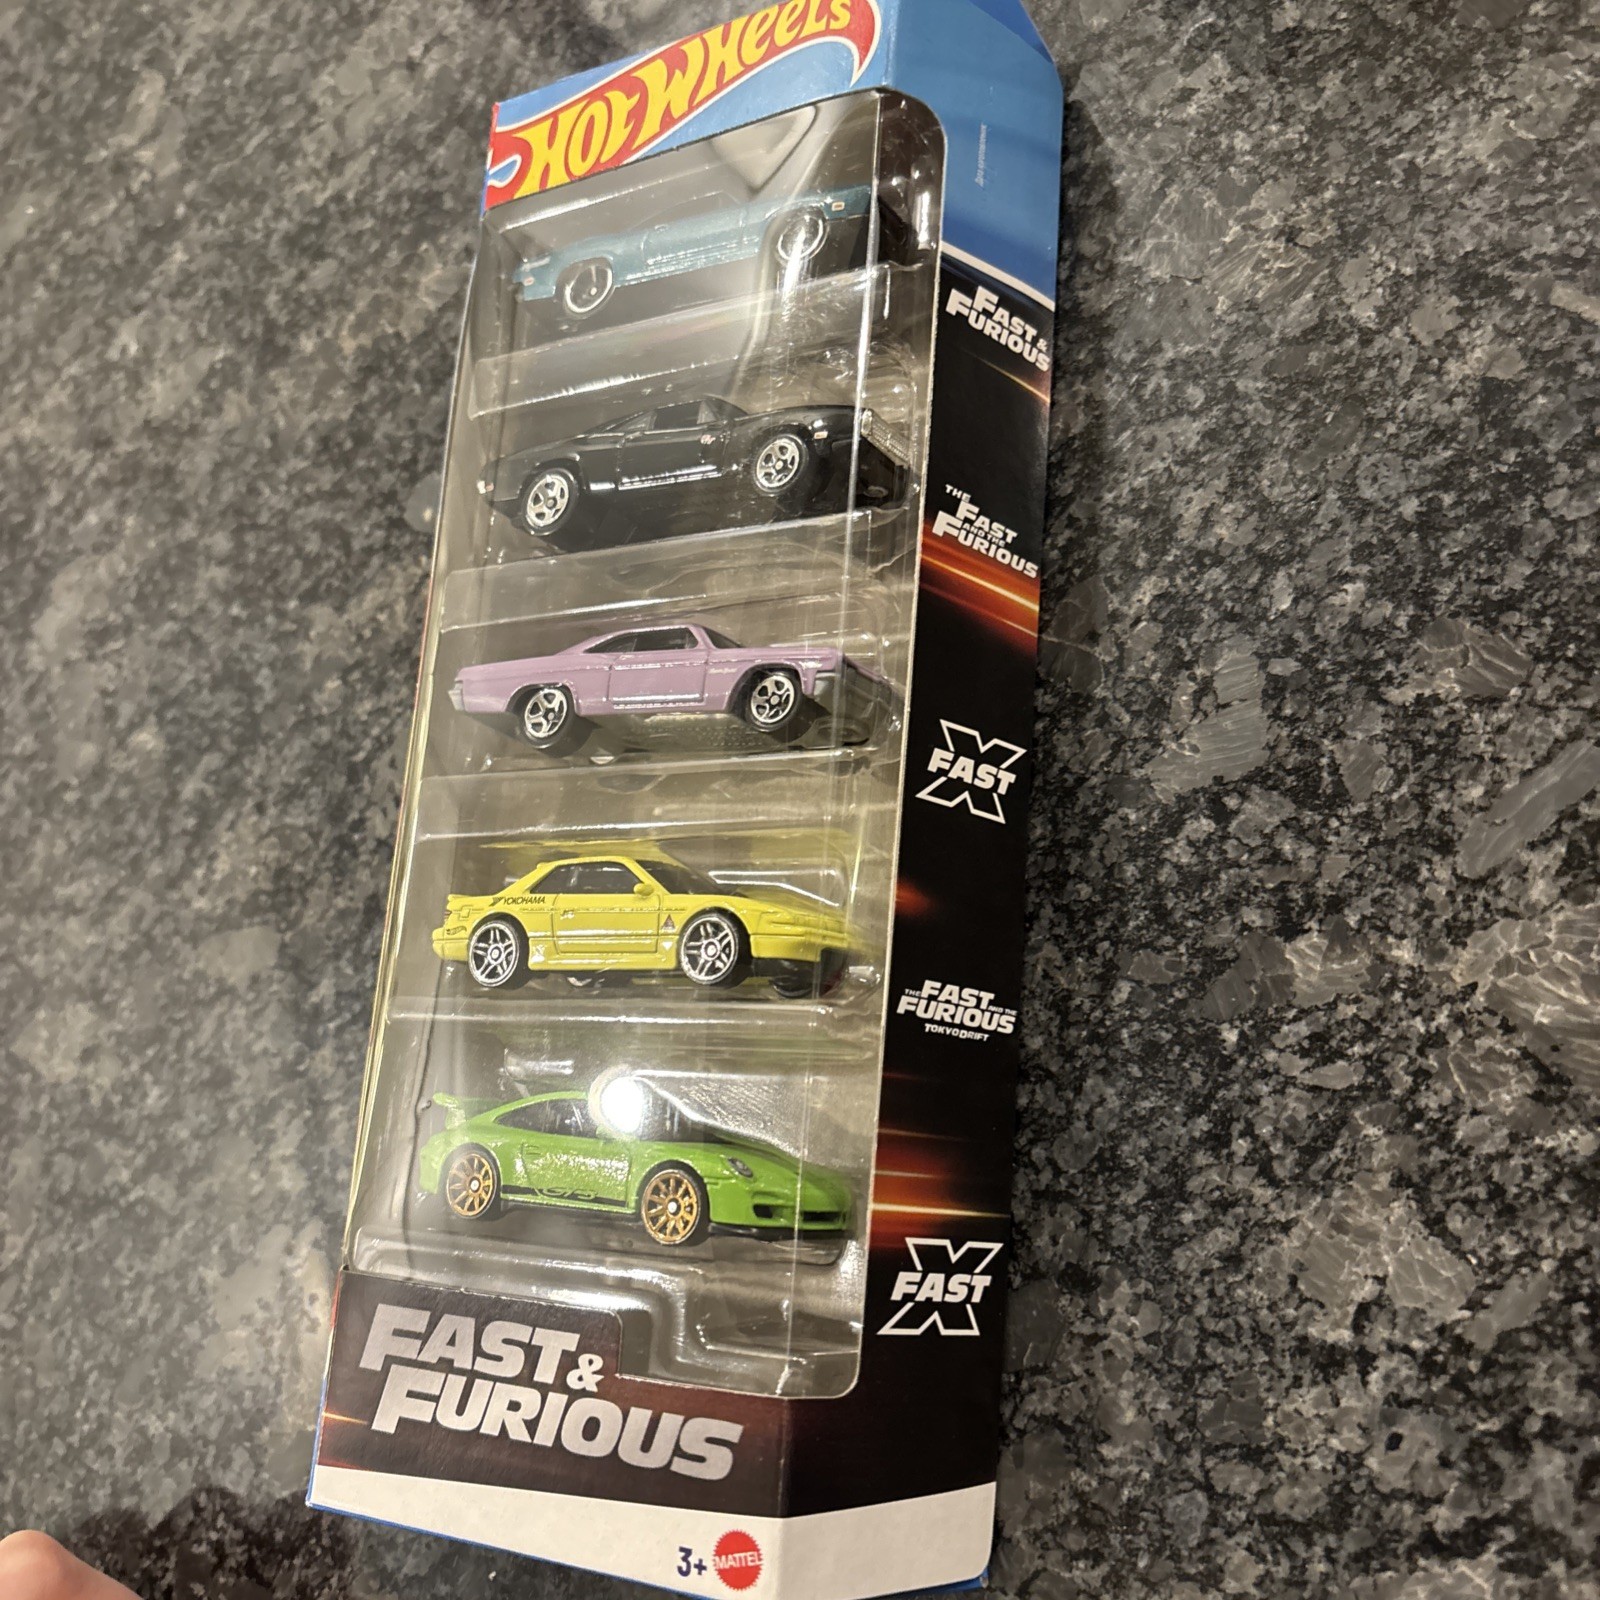 HOT WHEELS
FAST &
FURIOUS
THE
FAST
AND THE
FURIOUS
FAST X
YOKOHAMA
THE FAST AND THE
FURIOUS
TOKYO DRIFT
FAST X
FAST &
FURIOUS
3+
MATTEL